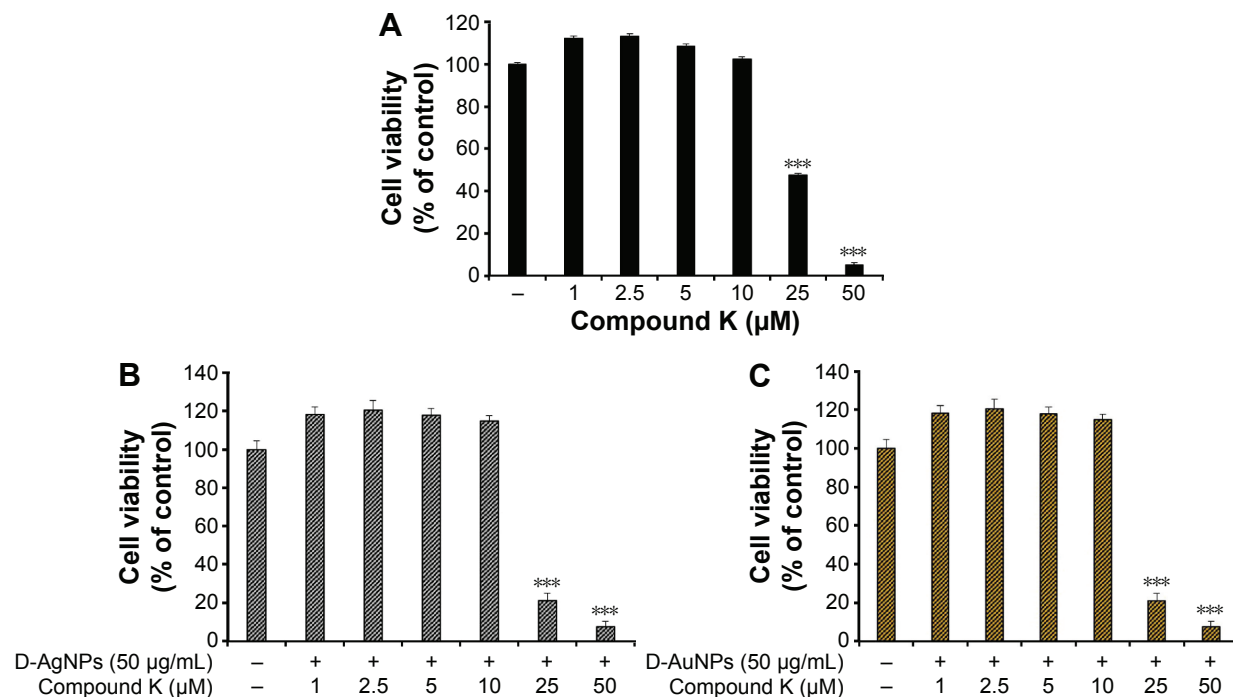 A
Cell viability
(% of control)
120
100
80
60
40
20
0
***
***
– 1 2.5 5 10 25 50
Compound K (µM)
B
Cell viability
(% of control)
140
120
100
80
60
40
20
0
***
***
D-AgNPs (50 µg/mL) – + + + + + +
Compound K (µM) – 1 2.5 5 10 25 50
C
Cell viability
(% of control)
140
120
100
80
60
40
20
0
***
***
D-AuNPs (50 µg/mL) – + + + + + +
Compound K (µM) – 1 2.5 5 10 25 50